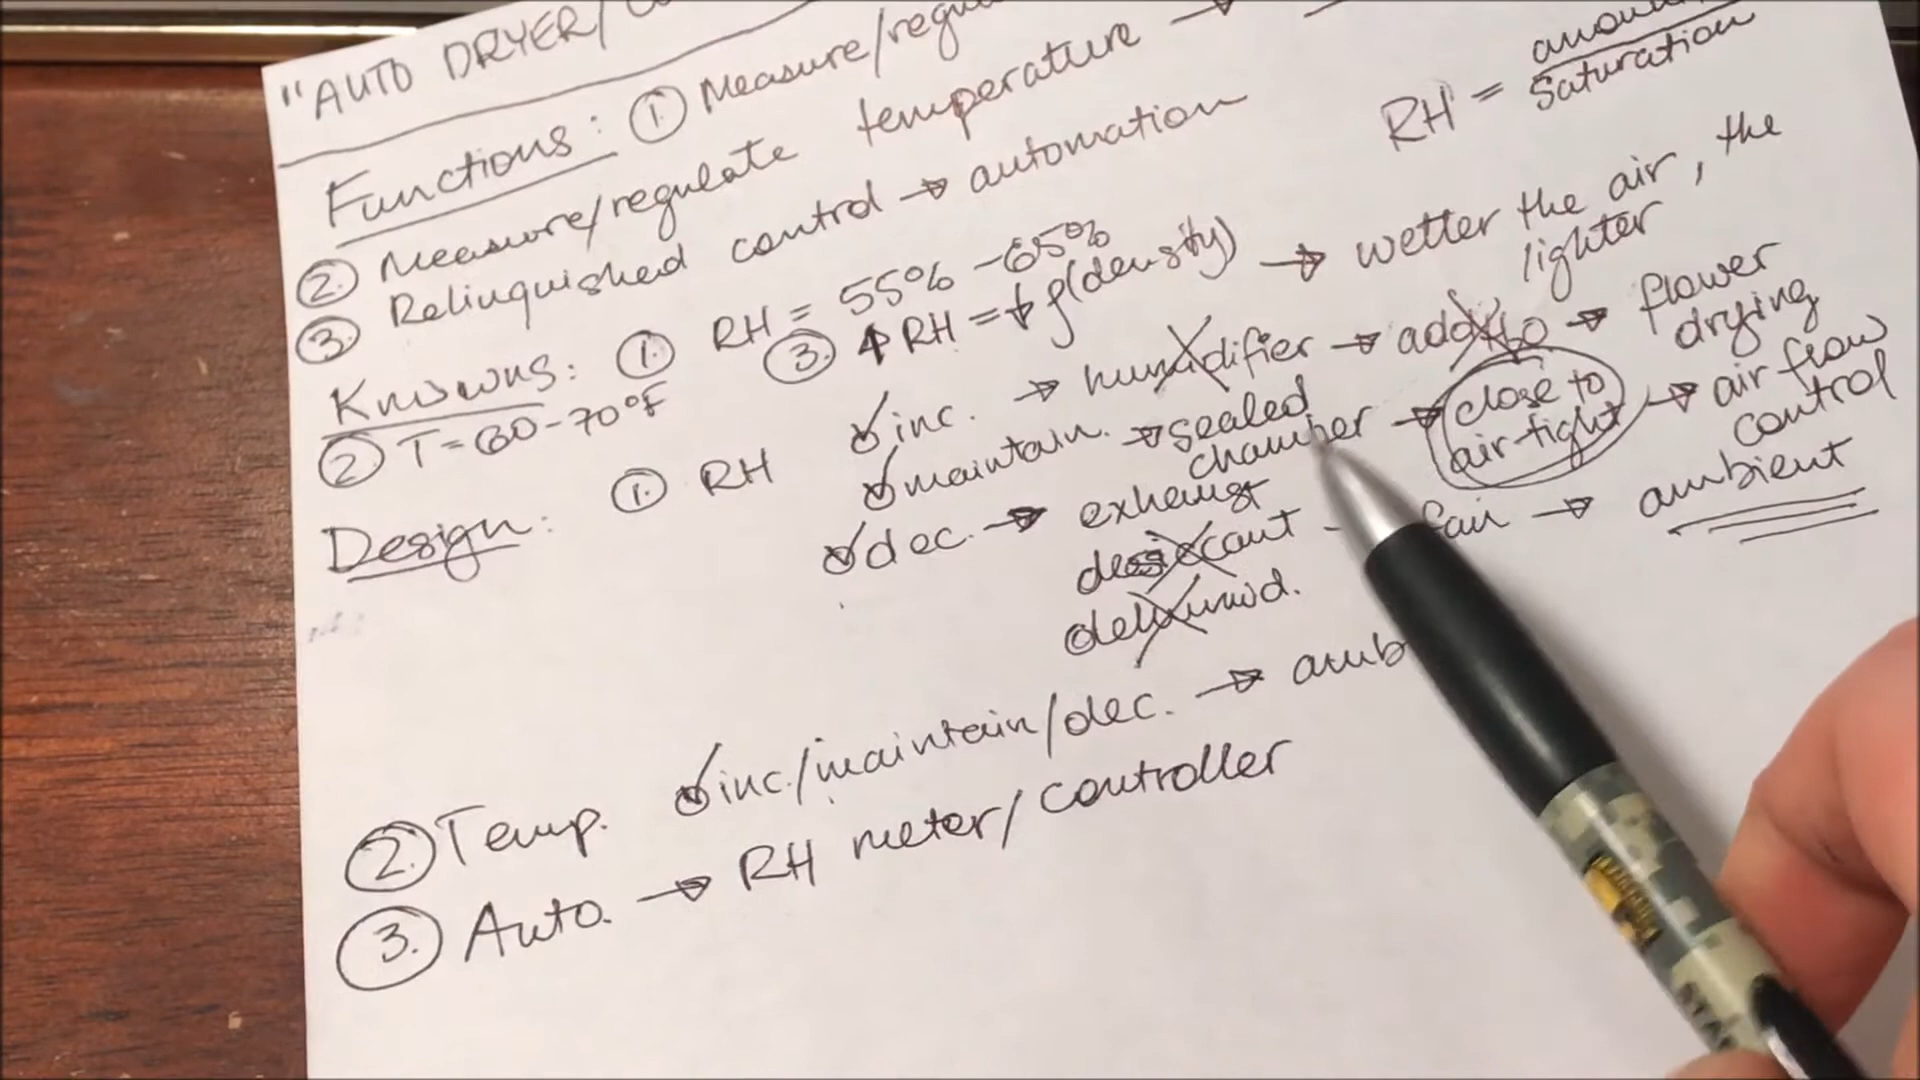 "AUTO DRYER/
Functions: ① Measure/regu
② Measure/regulate temperature →
③ Relinquished control → automation
RH = amoun
Saturation
Knowns: ① RH = 55% - 65%
② T = 60-70°F
③ ↑ RH = ↓ ρ(density) → wetter the air, the
lighter
Design: ① RH
inc. → humidifier → add H2O → flower
drying
maintain. → sealed
chamber → close to
air-tight → air flow
control
dec. → exhaust
desiccant fan → ambient
dehumid.
② Temp. inc./maintain/dec. → amb
③ Auto. → RH meter/controller